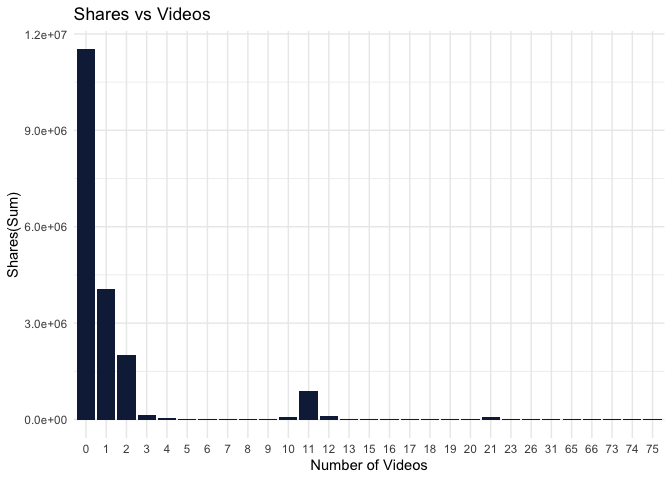 Shares vs Videos
1.2e+07
9.0e+06
6.0e+06
3.0e+06
0.0e+00
Shares(Sum)
0 1 2 3 4 5 6 7 8 9 10 11 12 13 15 16 17 18 19 20 21 23 26 31 65 66 73 74 75
Number of Videos